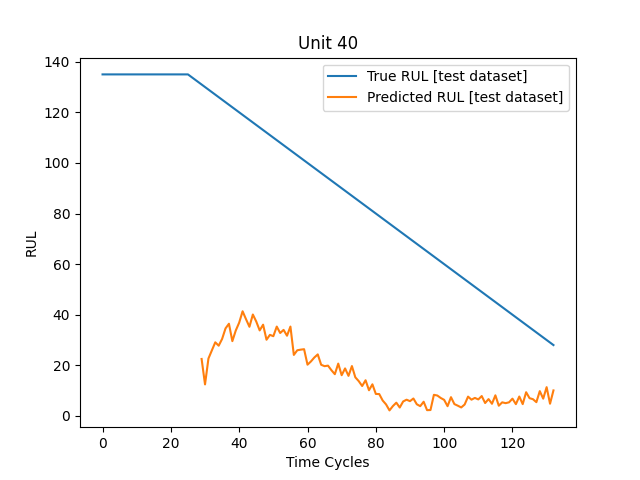 Unit 40
True RUL [test dataset]
Predicted RUL [test dataset]
140
120
100
80
60
40
20
0
RUL
0 20 40 60 80 100 120
Time Cycles